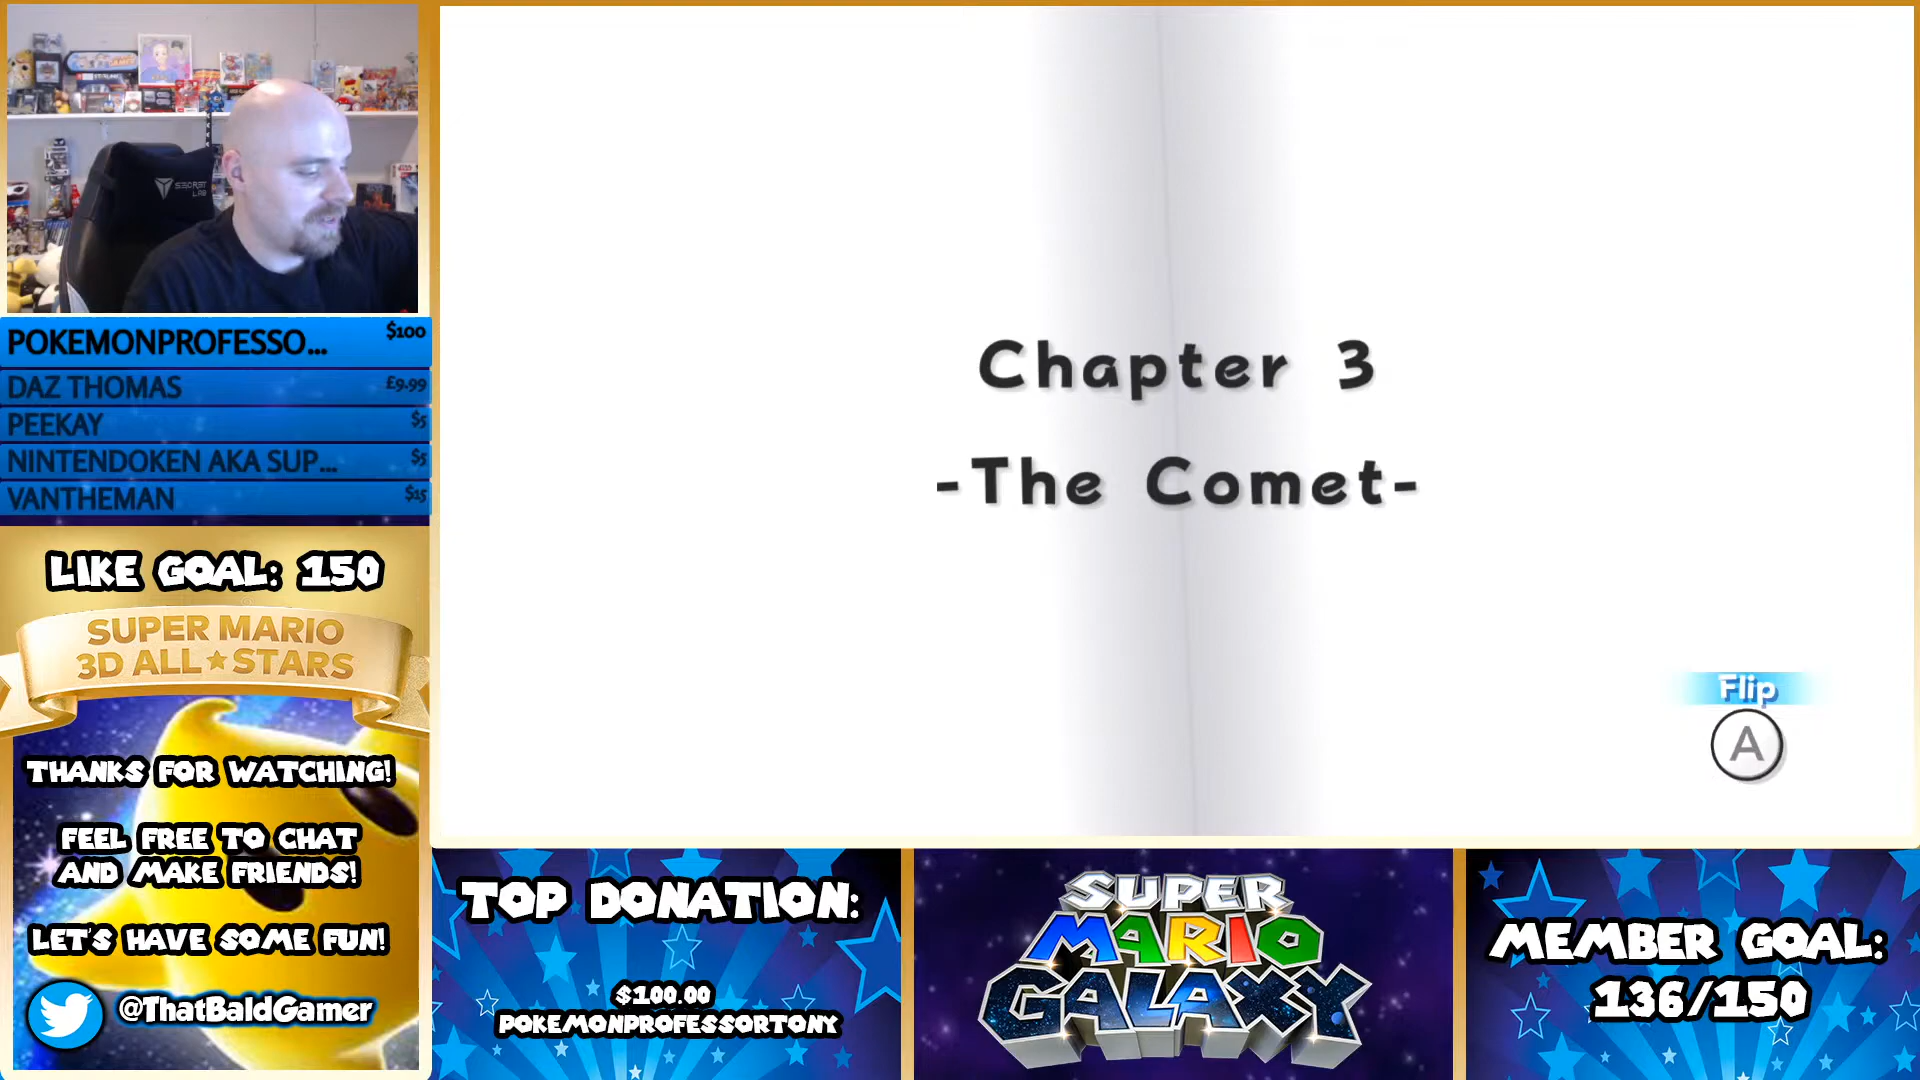 SECRET
LAB
POKEMONPROFESSO... $100
DAZ THOMAS £9.99
PEEKAY $5
NINTENDOKEN AKA SUP... $5
VANTHEMAN $15
LIKE GOAL: 150
SUPER MARIO
3D ALL★STARS
THANKS FOR WATCHING!
FEEL FREE TO CHAT
AND MAKE FRIENDS!
LET'S HAVE SOME FUN!
@ThatBaldGamer
Chapter 3
-The Comet-
Flip
A
TOP DONATION:
$100.00
POKEMONPROFESSORTONY
SUPER
MARIO
GALAXY
MEMBER GOAL:
136/150